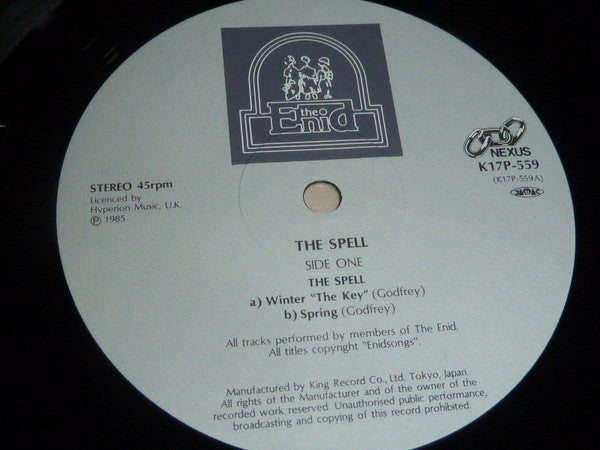 the
Enid
NEXUS
K17P-559
(K17P-559A)
STEREO 45rpm
Licenced by
Hyperion Music, U.K.
℗ 1985
THE SPELL
SIDE ONE
THE SPELL
a) Winter "The Key" (Godfrey)
b) Spring (Godfrey)
All tracks performed by members of The Enid.
All titles copyright "Enidsongs".
Manufactured by King Record Co., Ltd. Tokyo, Japan.
All rights of the Manufacturer and of the owner of the
recorded work reserved. Unauthorised public performance,
broadcasting and copying of this record prohibited.